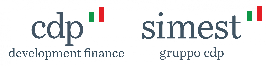 cdp
development finance
simest
gruppo cdp